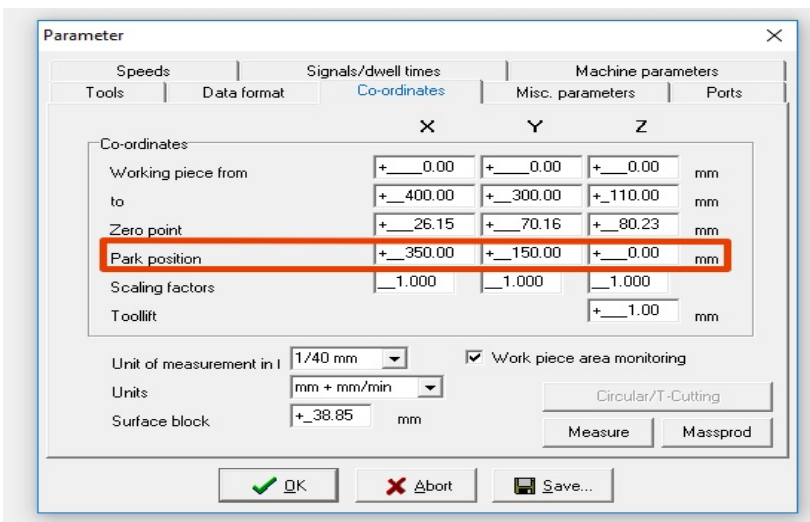 Parameter
Speeds Signals/dwell times Machine parameters
Tools Data format Co-ordinates Misc. parameters Ports
X Y Z
Co-ordinates
Working piece from +____0.00 +____0.00 +___0.00 mm
to +__400.00 +__300.00 +_110.00 mm
Zero point +___26.15 +___70.16 +__80.23 mm
Park position +__350.00 +__150.00 +___0.00 mm
Scaling factors __1.000 __1.000 __1.000
Toollift +___1.00 mm
Unit of measurement in I 1/40 mm Work piece area monitoring
Units mm + mm/min Circular/T-Cutting
Surface block +_38.85 mm
Measure Massprod
OK Abort Save...